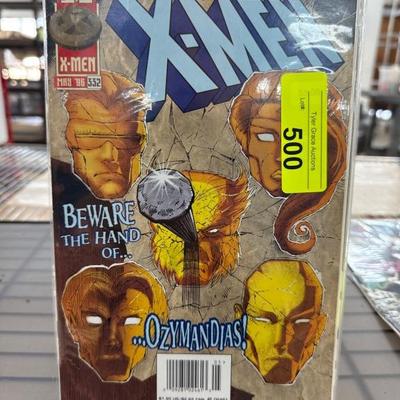 X-MEN
X-MEN
MAY '96 332
Lot#
500
Tyler Grace Auctions
BEWARE
THE HAND
OF...
...OZYMANDIAS!